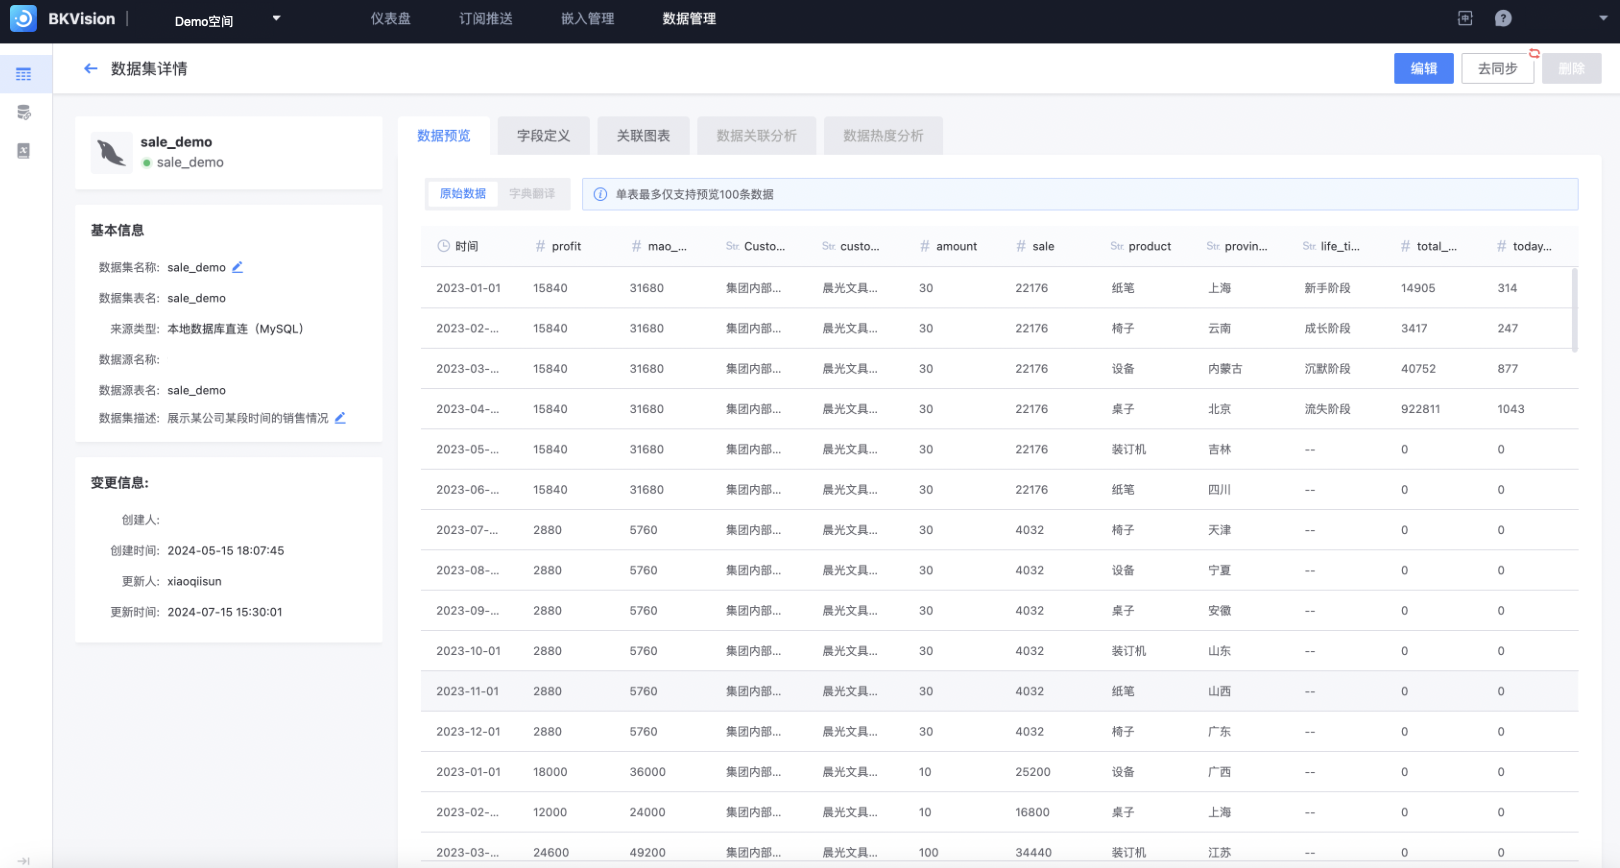 BKVision
Demo空间
仪表盘
订阅推送
嵌入管理
数据管理
数据集详情
编辑
去同步
删除
sale_demo
sale_demo
基本信息
数据集名称: sale_demo
数据集表名: sale_demo
来源类型: 本地数据库直连（MySQL）
数据源名称:
数据源表名: sale_demo
数据集描述: 展示某公司某段时间的销售情况
变更信息:
创建人:
创建时间: 2024-05-15 18:07:45
更新人: xiaoqiisun
更新时间: 2024-07-15 15:30:01
数据预览 字段定义 关联图表 数据关联分析 数据热度分析
原始数据 字典翻译 单表最多仅支持预览100条数据
时间 # profit # mao_... Str Custo... Str custo... # amount # sale Str product Str provin... Str life_ti... # total_... # today...
2023-01-01 15840 31680 集团内部... 晨光文具... 30 22176 纸笔 上海 新手阶段 14905 314
2023-02-... 15840 31680 集团内部... 晨光文具... 30 22176 椅子 云南 成长阶段 3417 247
2023-03-... 15840 31680 集团内部... 晨光文具... 30 22176 设备 内蒙古 沉默阶段 40752 877
2023-04-... 15840 31680 集团内部... 晨光文具... 30 22176 桌子 北京 流失阶段 922811 1043
2023-05-... 15840 31680 集团内部... 晨光文具... 30 22176 装订机 吉林 -- 0 0
2023-06-... 15840 31680 集团内部... 晨光文具... 30 22176 纸笔 四川 -- 0 0
2023-07-... 2880 5760 集团内部... 晨光文具... 30 4032 椅子 天津 -- 0 0
2023-08-... 2880 5760 集团内部... 晨光文具... 30 4032 设备 宁夏 -- 0 0
2023-09-... 2880 5760 集团内部... 晨光文具... 30 4032 桌子 安徽 -- 0 0
2023-10-01 2880 5760 集团内部... 晨光文具... 30 4032 装订机 山东 -- 0 0
2023-11-01 2880 5760 集团内部... 晨光文具... 30 4032 纸笔 山西 -- 0 0
2023-12-01 2880 5760 集团内部... 晨光文具... 30 4032 椅子 广东 -- 0 0
2023-01-01 18000 36000 集团内部... 晨光文具... 10 25200 设备 广西 -- 0 0
2023-02-... 12000 24000 集团内部... 晨光文具... 10 16800 桌子 上海 -- 0 0
2023-03-... 24600 49200 集团内部... 晨光文具... 100 34440 装订机 江苏 -- 0 0